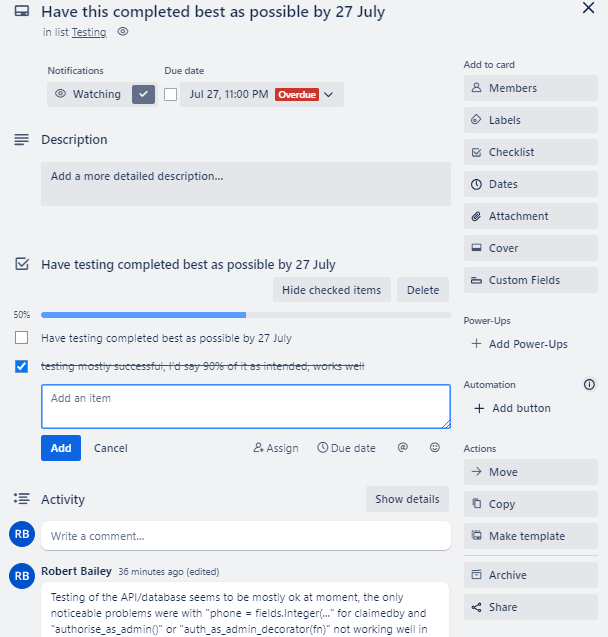 Have this completed best as possible by 27 July
in list Testing
Notifications
Due date
Watching
Jul 27, 11:00 PM Overdue
Description
Add a more detailed description...
Have testing completed best as possible by 27 July
Hide checked items
Delete
50%
Have testing completed best as possible by 27 July
testing mostly successful, I'd say 90% of it as intended, works well
Add an item
Add
Cancel
Assign
Due date
@
Activity
Show details
RB
Write a comment...
RB
Robert Bailey 36 minutes ago (edited)
Testing of the API/database seems to be mostly ok at moment, the only
noticeable problems were with "phone = fields.Integer(..." for claimedby and
"authorise_as_admin()" or "auth_as_admin_decorator(fn)" not working well in
Add to card
Members
Labels
Checklist
Dates
Attachment
Cover
Custom Fields
Power-Ups
+ Add Power-Ups
Automation
+ Add button
Actions
Move
Copy
Make template
Archive
Share